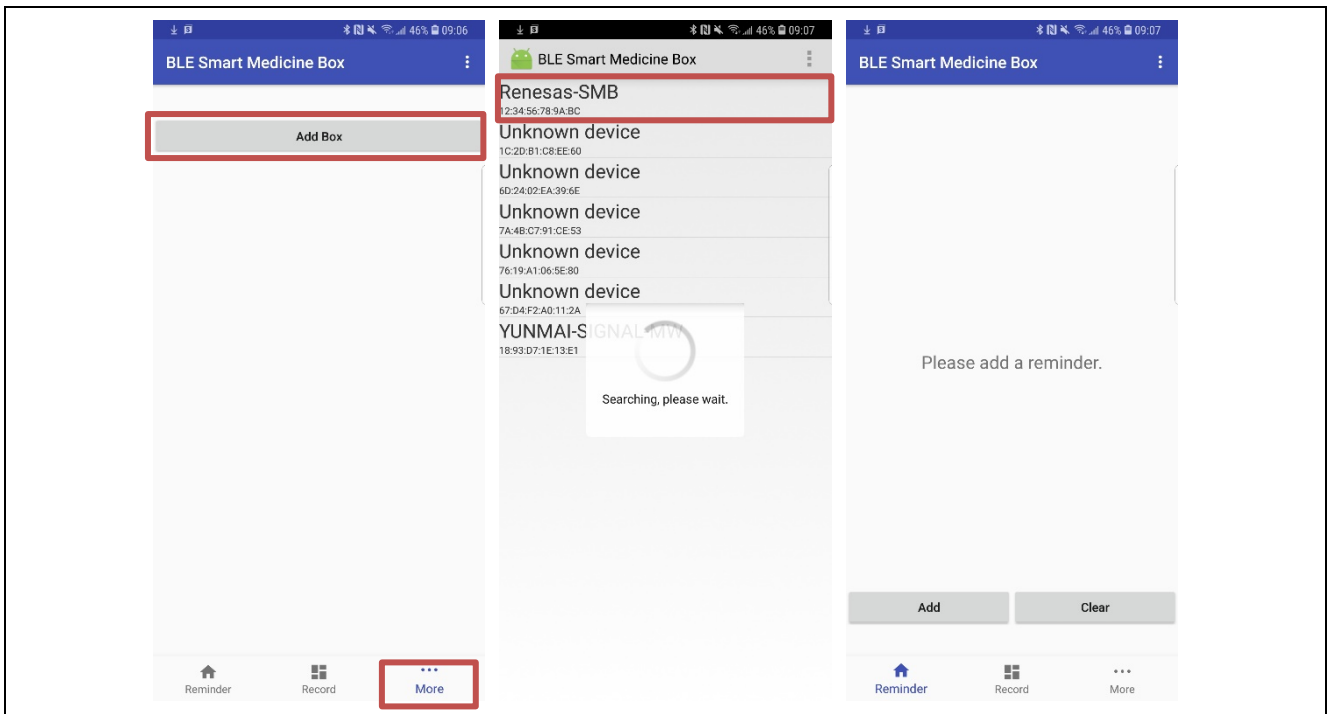 46% 09:06
BLE Smart Medicine Box
Add Box
Reminder Record More
46% 09:07
BLE Smart Medicine Box
Renesas-SMB
12:34:56:78:9A:BC
Unknown device
1C:2D:B1:C8:EE:60
Unknown device
6D:24:02:EA:39:6E
Unknown device
7A:4B:C7:91:CE:53
Unknown device
76:19:A1:06:5E:80
Unknown device
67:D4:F2:A0:11:2A
YUNMAI-SIGNAL-MW
18:93:D7:1E:13:E1
Searching, please wait.
46% 09:07
BLE Smart Medicine Box
Please add a reminder.
Add Clear
Reminder Record More